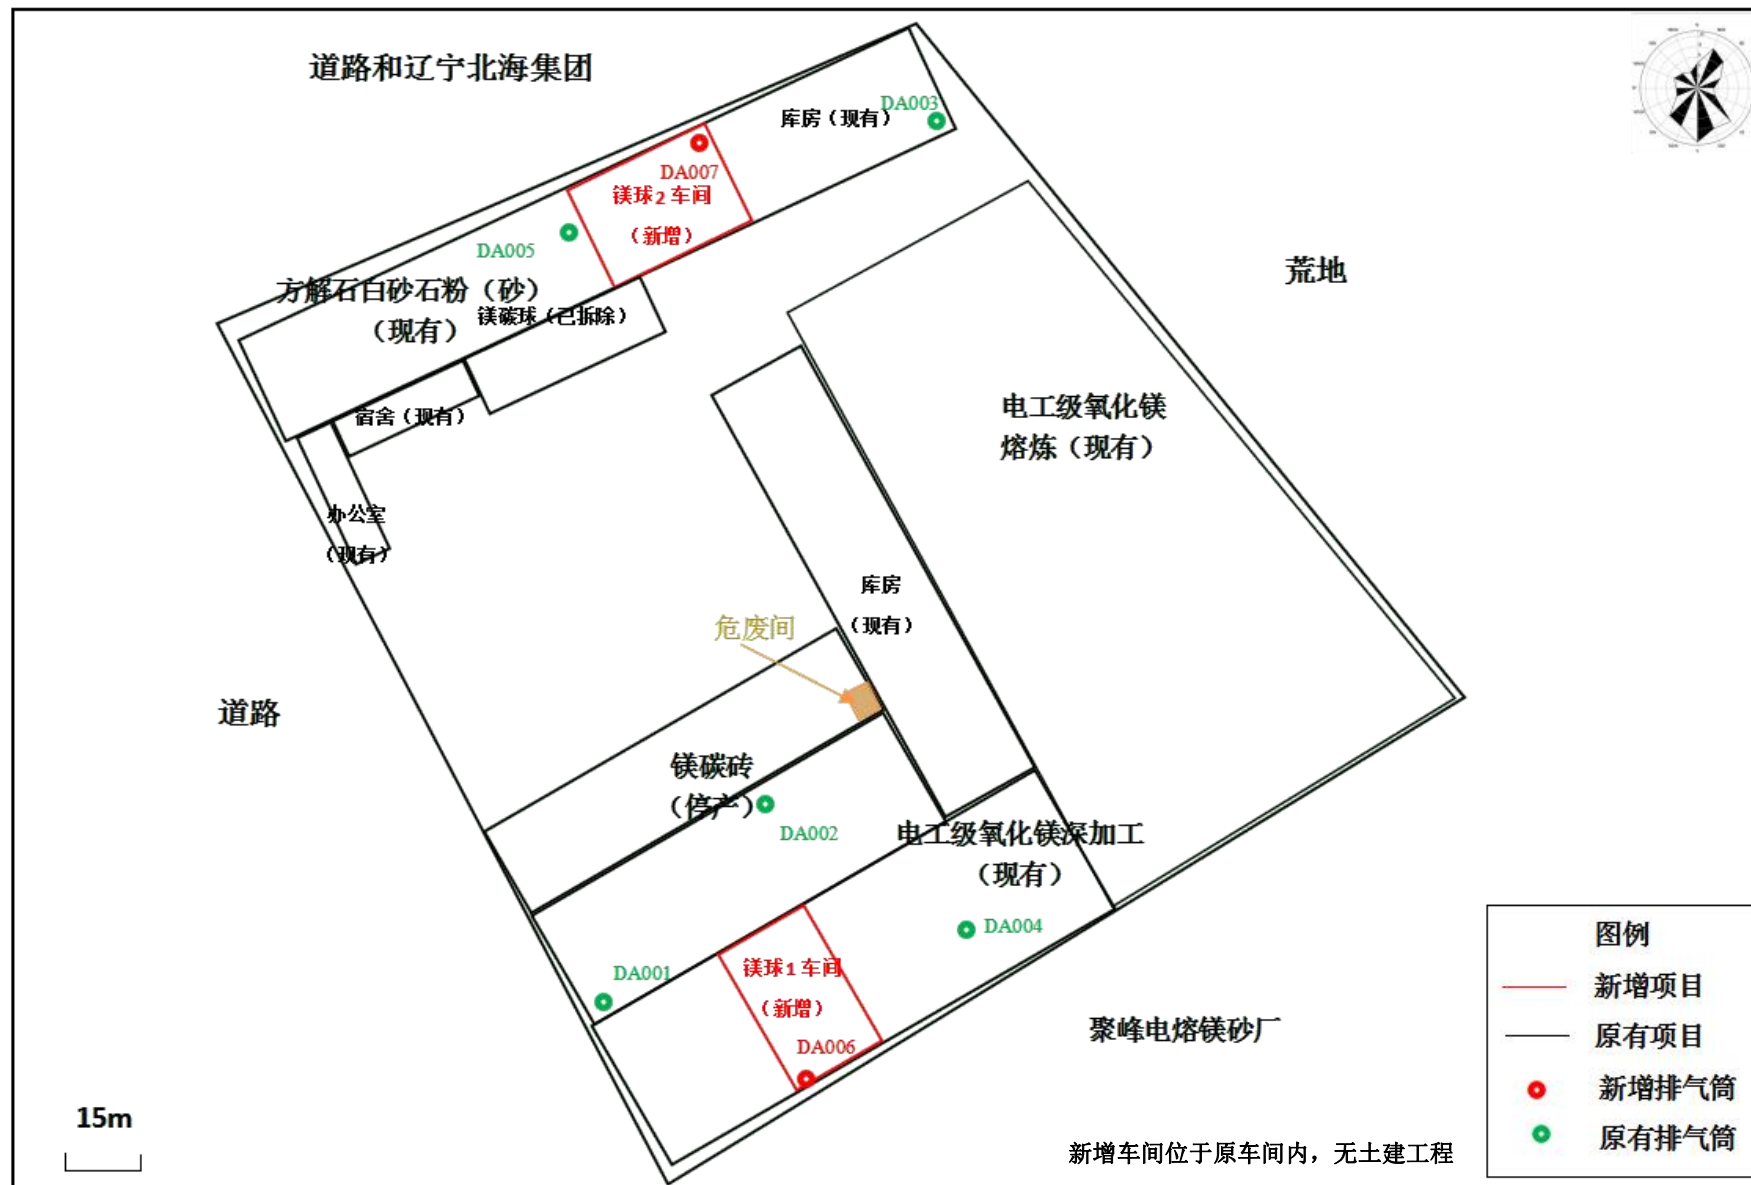 道路和辽宁北海集团
DA003
库房（现有）
DA007
镁球2 车间
（新增）
DA005
荒地
方解石白砂石粉（砂）
（现有）
镁碳球（已拆除）
宿舍（现有）
电工级氧化镁
熔炼（现有）
办公室
（现有）
库房
（现有）
危废间
道路
镁碳砖
（停产）
DA002
电工级氧化镁深加工
（现有）
DA004
DA001
镁球1 车间
（新增）
DA006
聚峰电熔镁砂厂
图例
新增项目
原有项目
新增排气筒
原有排气筒
15m
新增车间位于原车间内，无土建工程